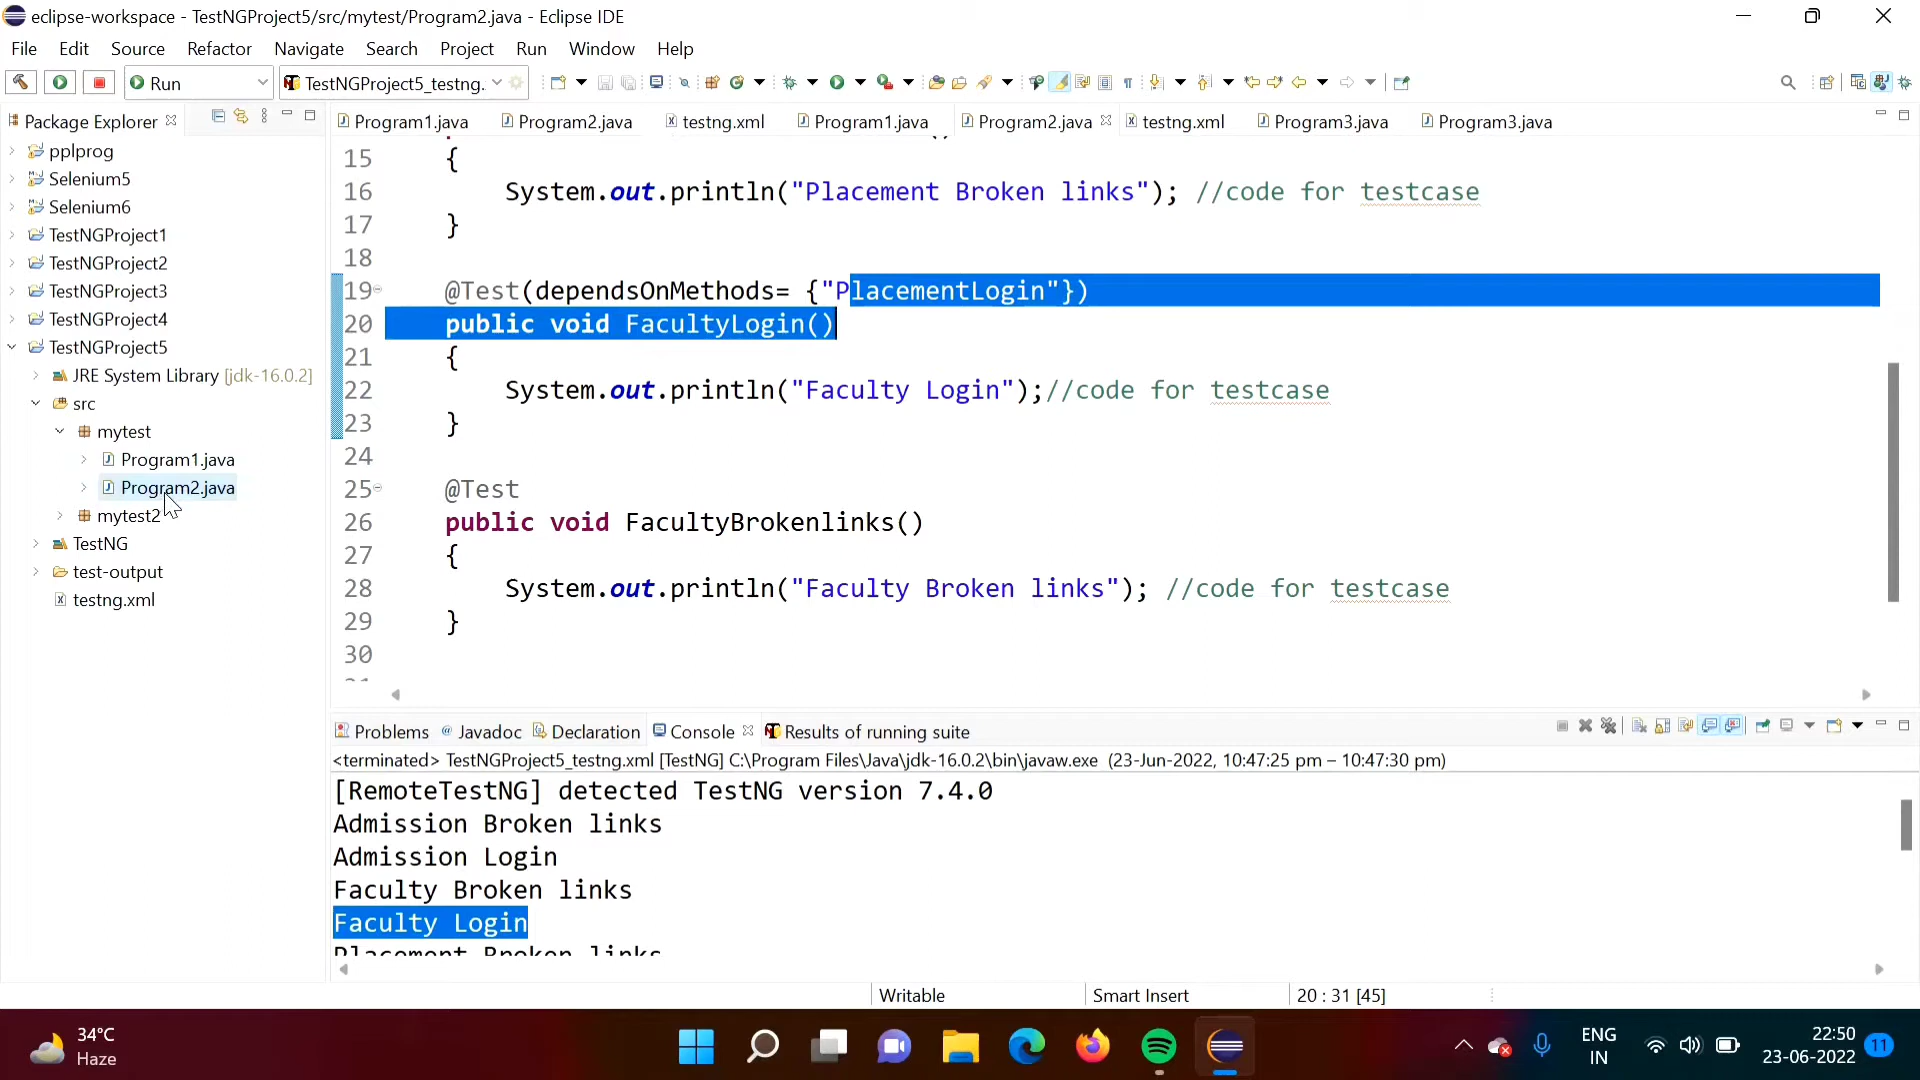 eclipse-workspace - TestNGProject5/src/mytest/Program2.java - Eclipse IDE
File Edit Source Refactor Navigate Search Project Run Window Help
Run
TestNGProject5_testng.
Package Explorer
Program1.java Program2.java testng.xml Program1.java Program2.java testng.xml Program3.java Program3.java
pplprog
Selenium5
Selenium6
TestNGProject1
TestNGProject2
TestNGProject3
TestNGProject4
TestNGProject5
JRE System Library [jdk-16.0.2]
src
mytest
Program1.java
Program2.java
mytest2
TestNG
test-output
testng.xml
15 {
16 System.out.println("Placement Broken links"); //code for testcase
17 }
18
19 @Test(dependsOnMethods= {"PlacementLogin"})
20 public void FacultyLogin()
21 {
22 System.out.println("Faculty Login");//code for testcase
23 }
24
25 @Test
26 public void FacultyBrokenlinks()
27 {
28 System.out.println("Faculty Broken links"); //code for testcase
29 }
30
Problems Javadoc Declaration Console Results of running suite
<terminated> TestNGProject5_testng.xml [TestNG] C:\Program Files\Java\jdk-16.0.2\bin\javaw.exe (23-Jun-2022, 10:47:25 pm – 10:47:30 pm)
[RemoteTestNG] detected TestNG version 7.4.0
Admission Broken links
Admission Login
Faculty Broken links
Faculty Login
Placement Broken links
Writable Smart Insert 20 : 31 [45]
34°C
Haze
ENG
IN
22:50
23-06-2022
11